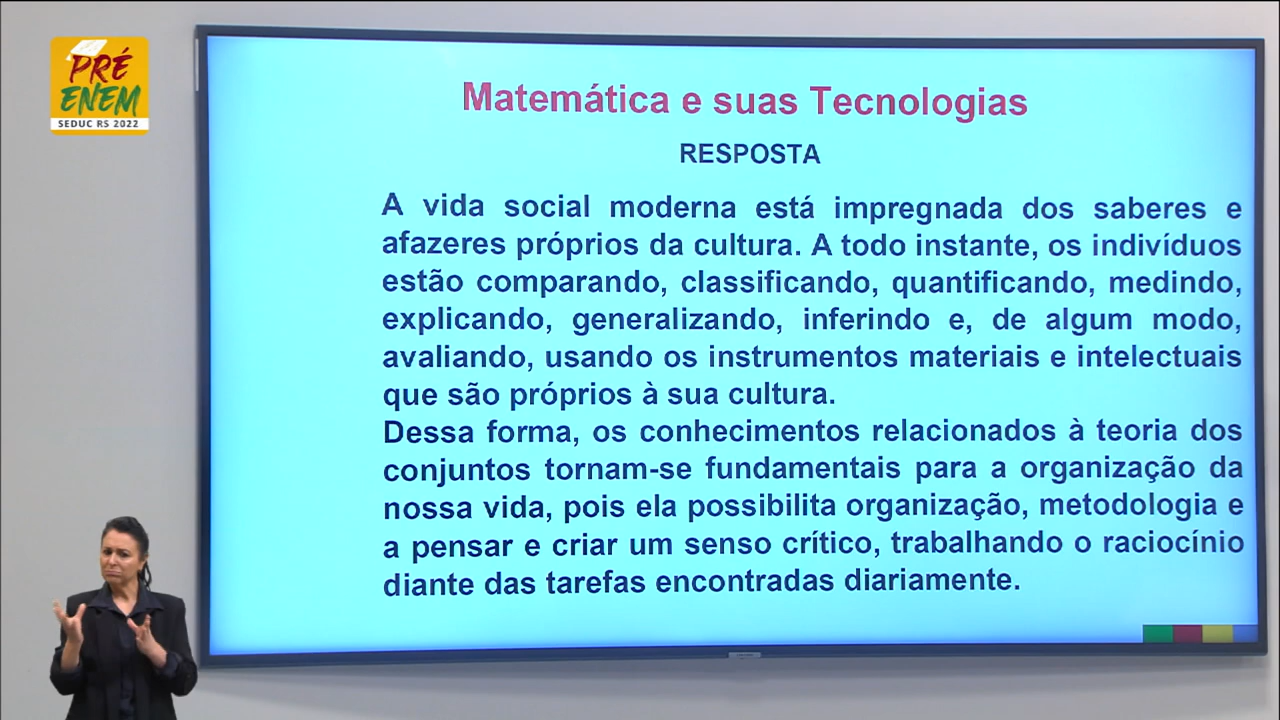 PRÉ
ENEM
SEDUC RS 2022
Matemática e suas Tecnologias
RESPOSTA
A vida social moderna está impregnada dos saberes e
afazeres próprios da cultura. A todo instante, os indivíduos
estão comparando, classificando, quantificando, medindo,
explicando, generalizando, inferindo e, de algum modo,
avaliando, usando os instrumentos materiais e intelectuais
que são próprios à sua cultura.
Dessa forma, os conhecimentos relacionados à teoria dos
conjuntos tornam-se fundamentais para a organização da
nossa vida, pois ela possibilita organização, metodologia e
a pensar e criar um senso crítico, trabalhando o raciocínio
diante das tarefas encontradas diariamente.